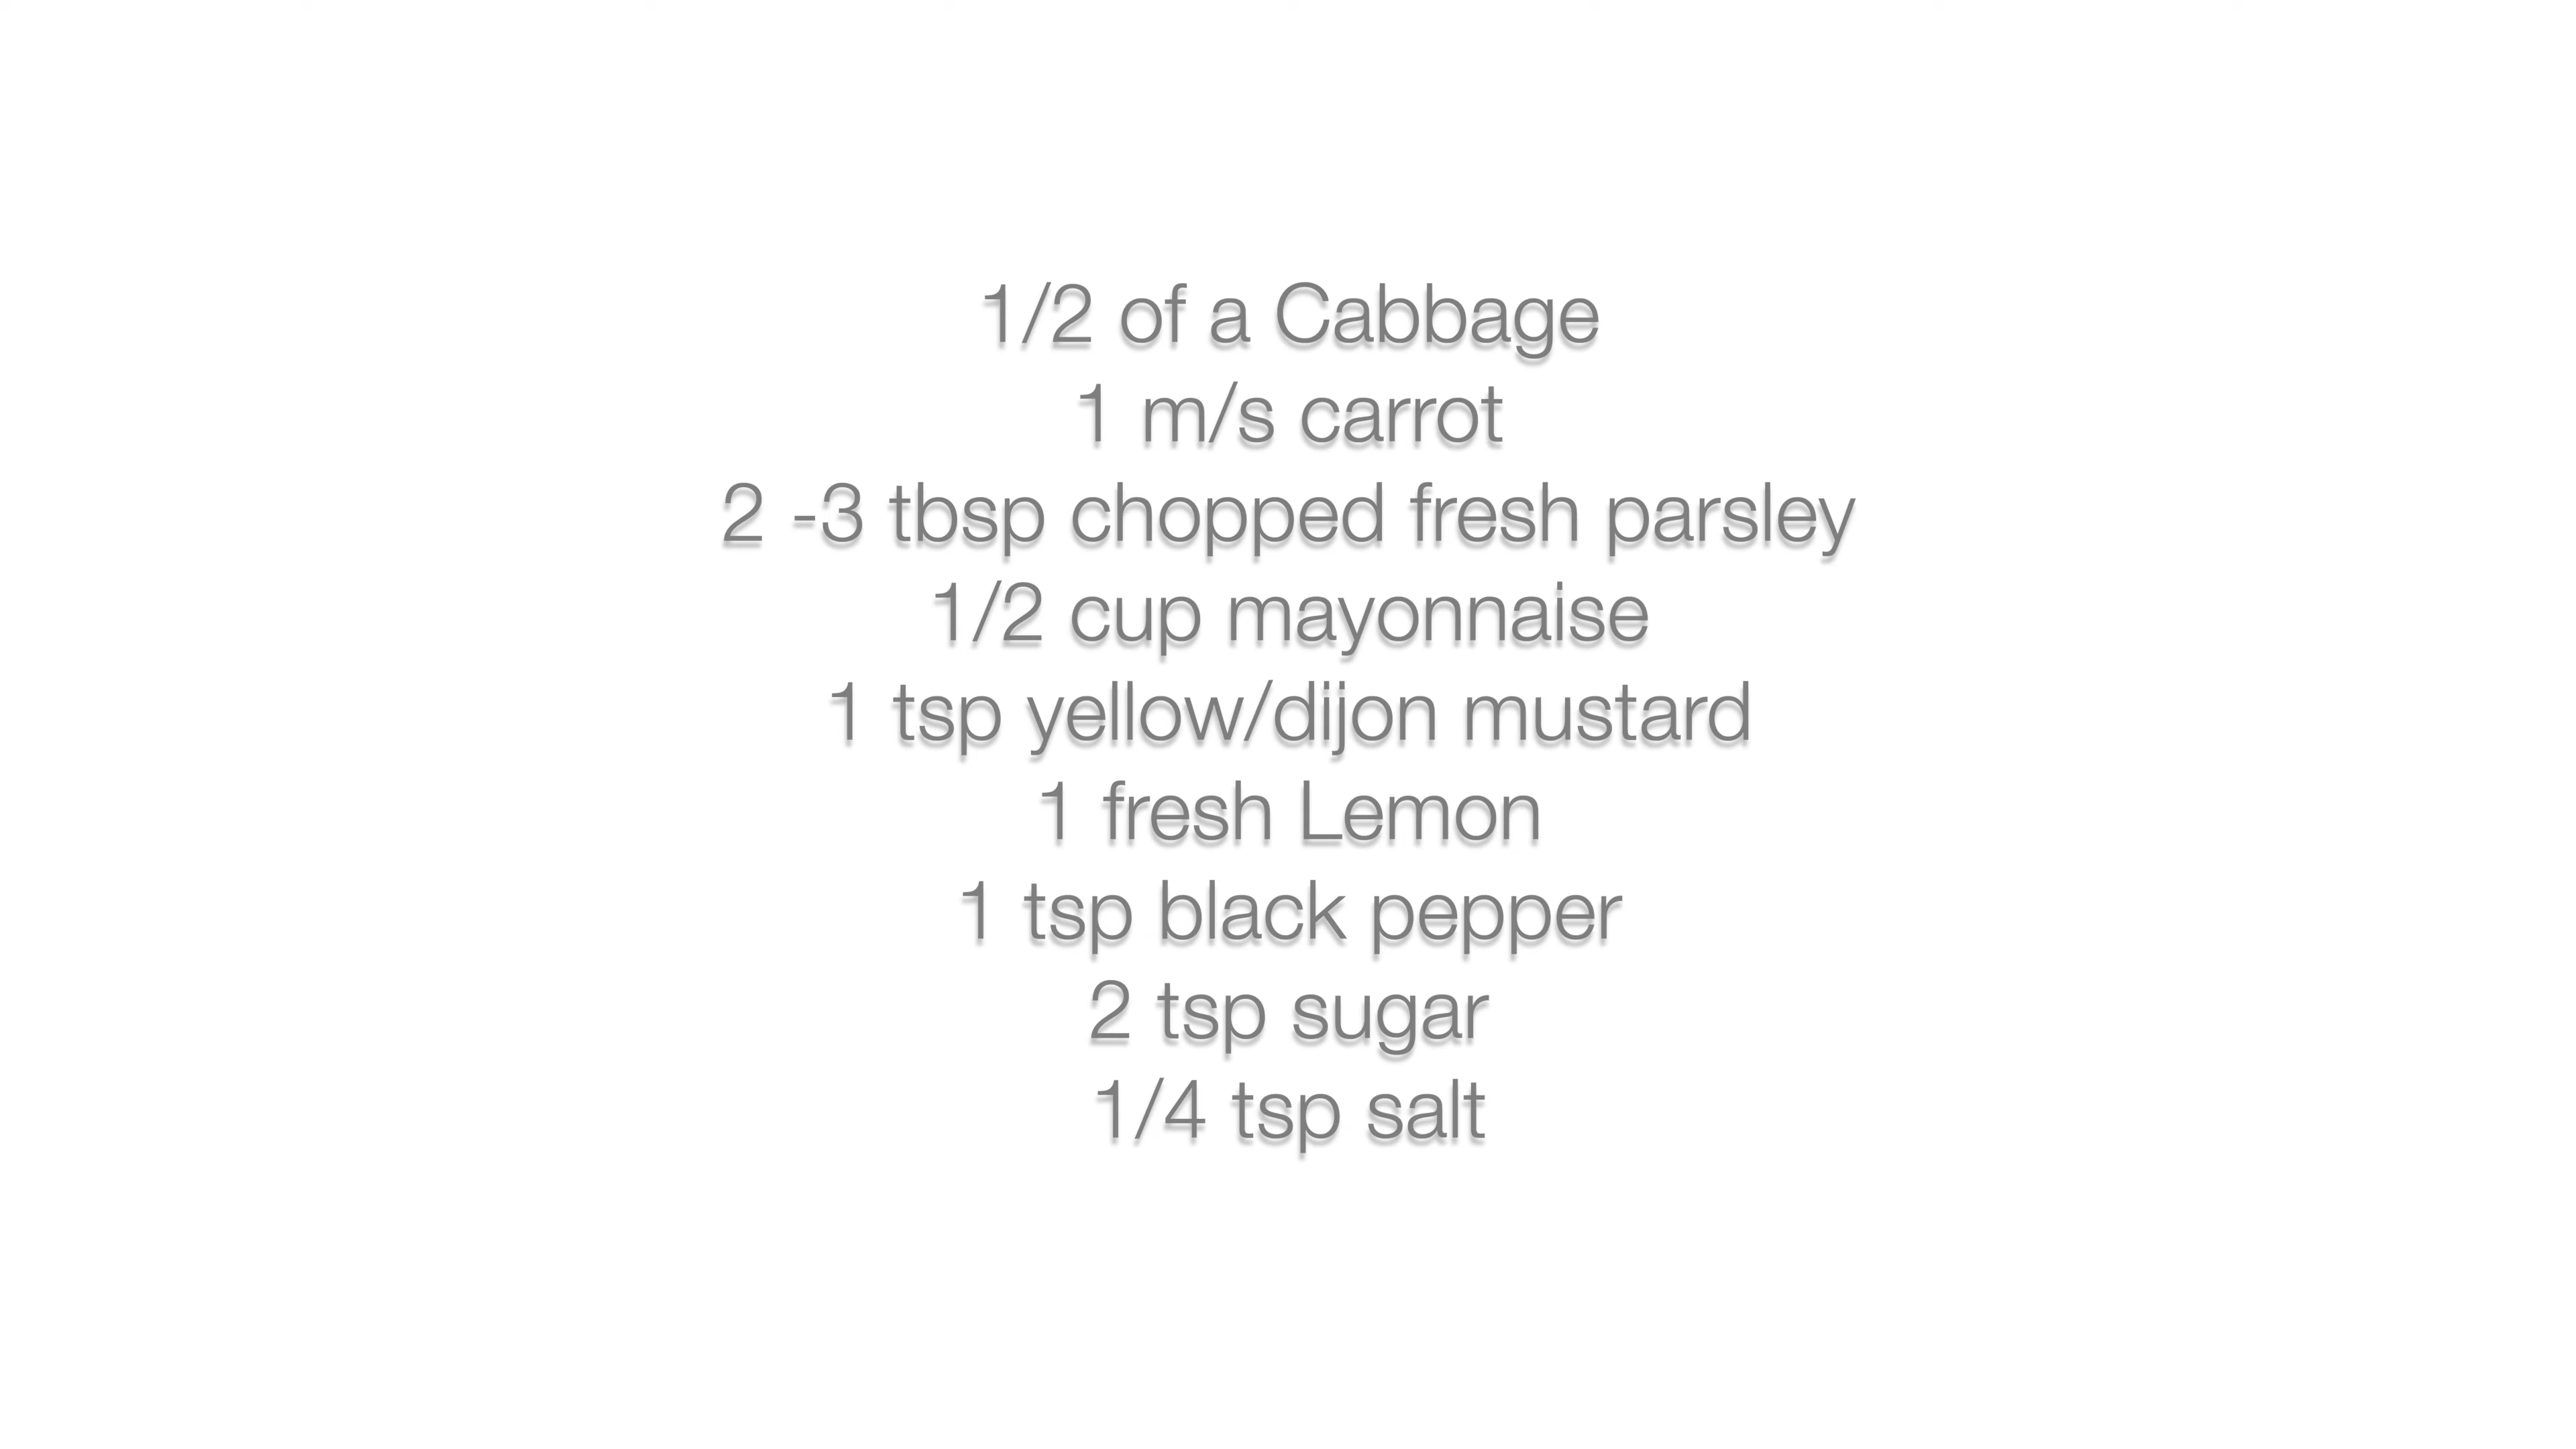 1/2 of a Cabbage
1 m/s carrot
2 -3 tbsp chopped fresh parsley
1/2 cup mayonnaise
1 tsp yellow/dijon mustard
1 fresh Lemon
1 tsp black pepper
2 tsp sugar
1/4 tsp salt